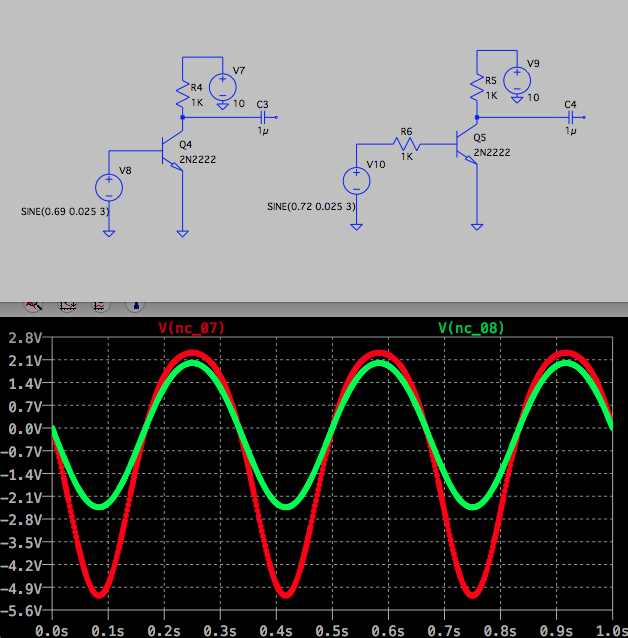 V7
R4
1K
10
C3
1µ
Q4
2N2222
V8
SINE(0.69 0.025 3)
V9
R5
1K
10
C4
1µ
R6
1K
Q5
2N2222
V10
SINE(0.72 0.025 3)
V(nc_07) V(nc_08)
2.8V
2.1V
1.4V
0.7V
0.0V
-0.7V
-1.4V
-2.1V
-2.8V
-3.5V
-4.2V
-4.9V
-5.6V
0.0s 0.1s 0.2s 0.3s 0.4s 0.5s 0.6s 0.7s 0.8s 0.9s 1.0s